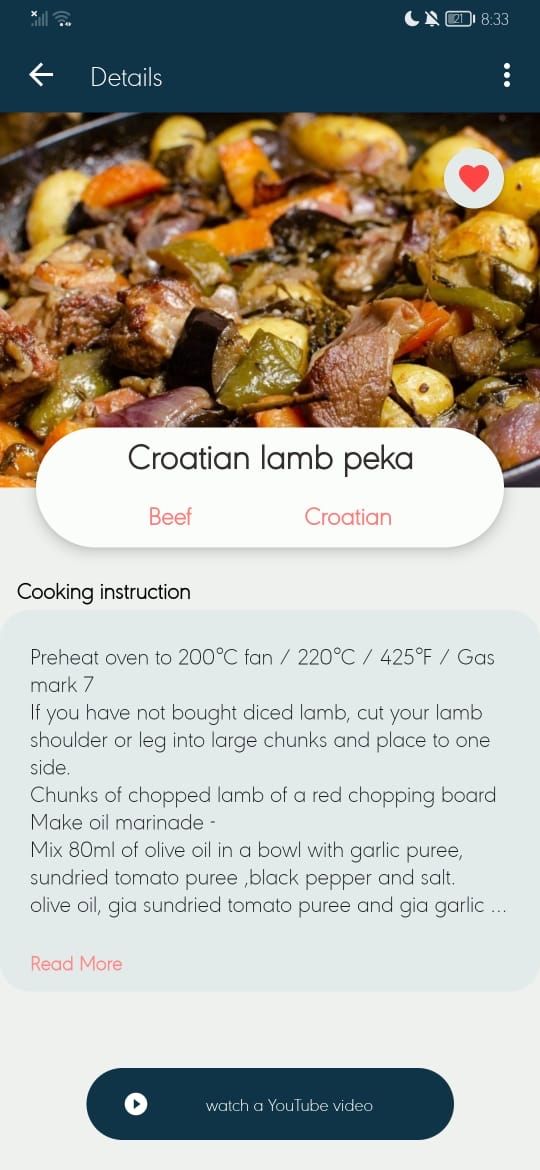 21 8:33
Details
Croatian lamb peka
Beef Croatian
Cooking instruction
Preheat oven to 200°C fan / 220°C / 425°F / Gas
mark 7
If you have not bought diced lamb, cut your lamb
shoulder or leg into large chunks and place to one
side.
Chunks of chopped lamb of a red chopping board
Make oil marinade -
Mix 80ml of olive oil in a bowl with garlic puree,
sundried tomato puree ,black pepper and salt.
olive oil, gia sundried tomato puree and gia garlic ...
Read More
watch a YouTube video